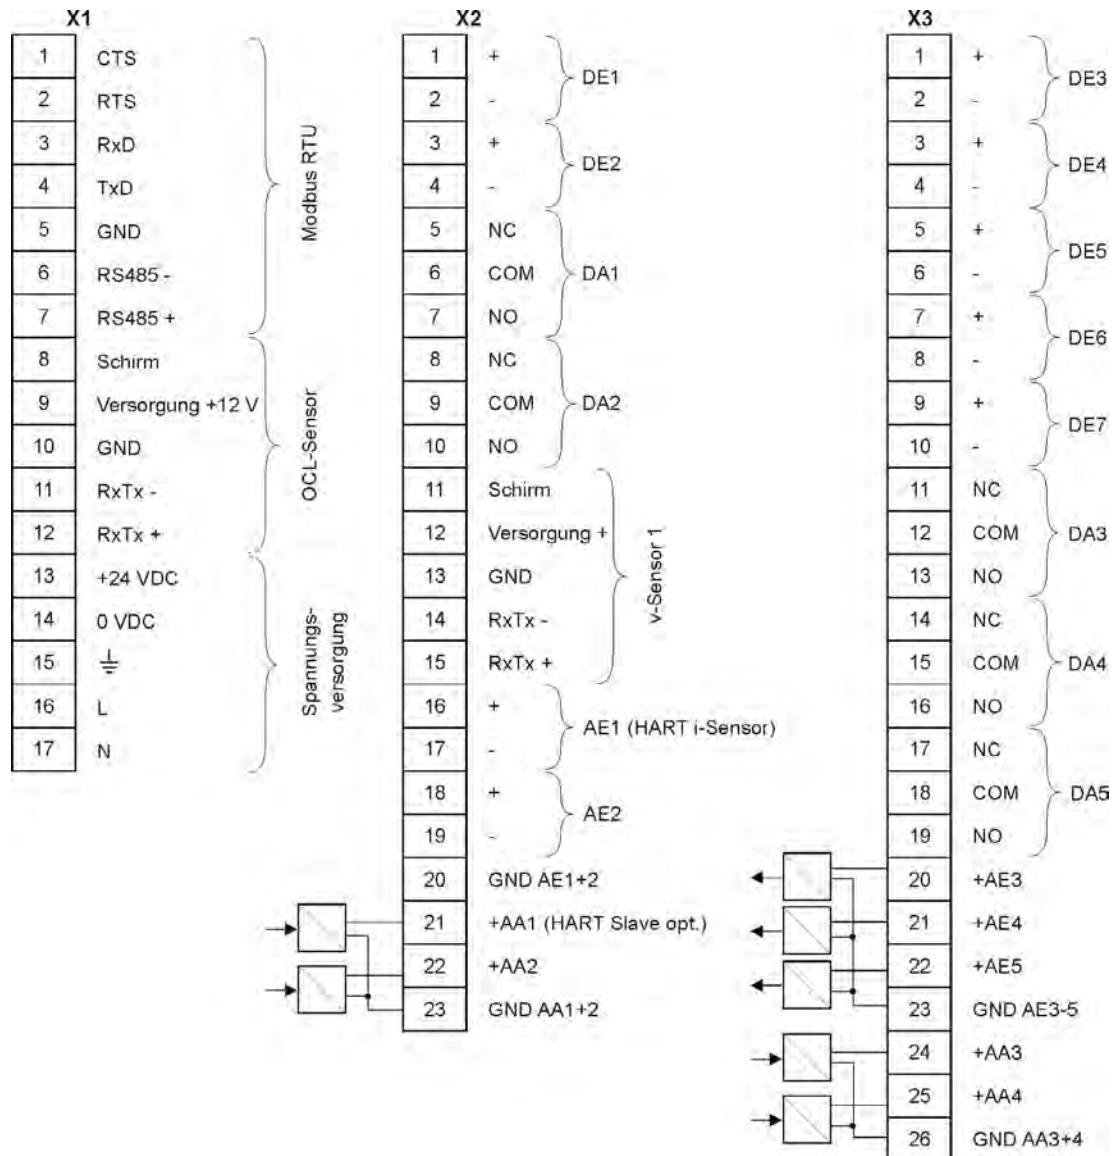 X1
1 CTS
2 RTS
3 RxD
4 TxD
5 GND
6 RS485 -
7 RS485 +
Modbus RTU
8 Schirm
9 Versorgung +12 V
10 GND
11 RxTx -
12 RxTx +
OCL-Sensor
13 +24 VDC
14 0 VDC
15
16 L
17 N
Spannungs-
versorgung
X2
1 +
2 -
DE1
3 +
4 -
DE2
5 NC
6 COM
7 NO
DA1
8 NC
9 COM
10 NO
DA2
11 Schirm
12 Versorgung +
13 GND
14 RxTx -
15 RxTx +
v-Sensor 1
16 +
17 -
AE1 (HART i-Sensor)
18 +
19 -
AE2
20 GND AE1+2
21 +AA1 (HART Slave opt.)
22 +AA2
23 GND AA1+2
X3
1 +
2 -
DE3
3 +
4 -
DE4
5 +
6 -
DE5
7 +
8 -
DE6
9 +
10 -
DE7
11 NC
12 COM
13 NO
DA3
14 NC
15 COM
16 NO
DA4
17 NC
18 COM
19 NO
DA5
20 +AE3
21 +AE4
22 +AE5
23 GND AE3-5
24 +AA3
25 +AA4
26 GND AA3+4